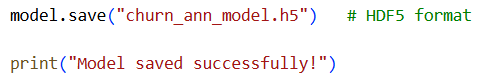 model.save("churn_ann_model.h5")   # HDF5 format
print("Model saved successfully!")